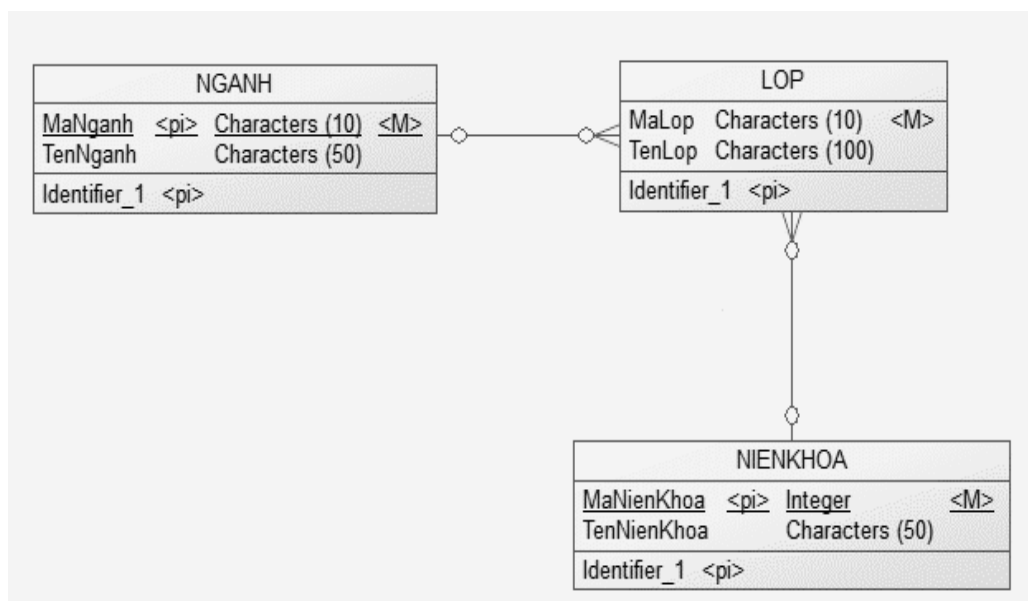 NGANH
MaNganh <pi> Characters (10) <M>
TenNganh Characters (50)
Identifier_1 <pi>
LOP
MaLop Characters (10) <M>
TenLop Characters (100)
Identifier_1 <pi>
NIENKHOA
MaNienKhoa <pi> Integer <M>
TenNienKhoa Characters (50)
Identifier_1 <pi>